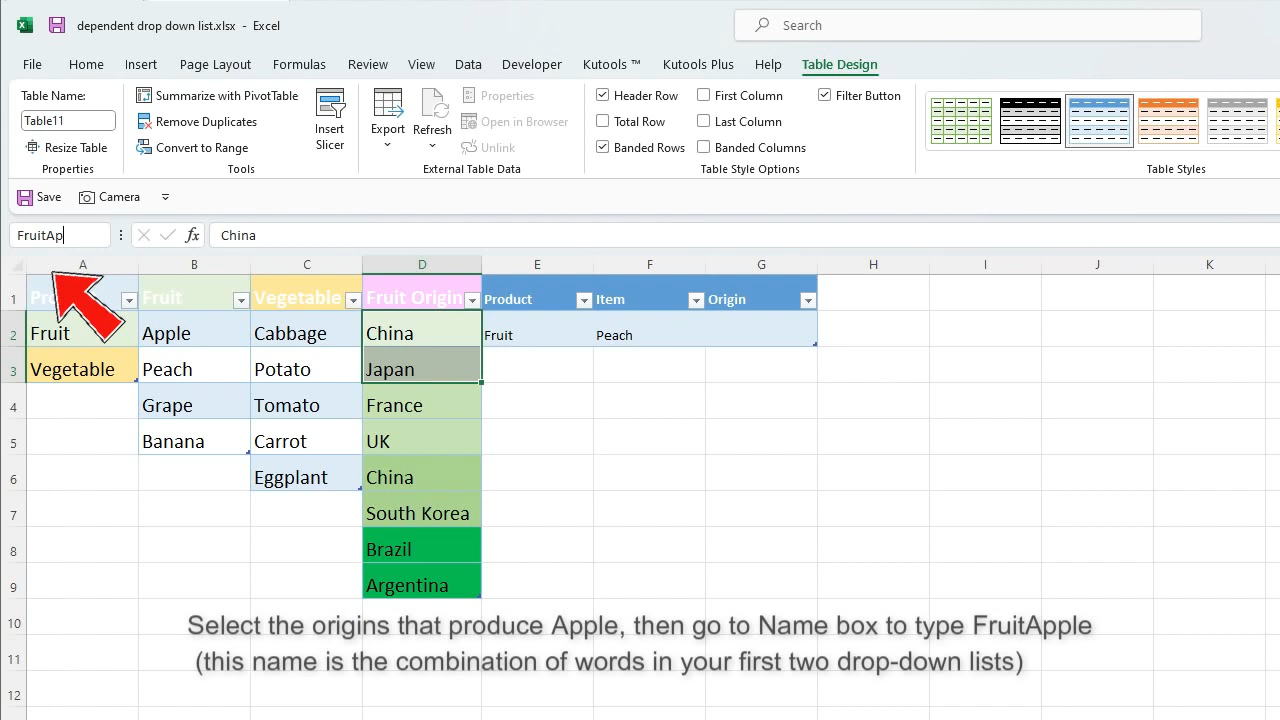 dependent drop down list.xlsx - Excel
Search
File Home Insert Page Layout Formulas Review View Data Developer Kutools ™ Kutools Plus Help Table Design
Table Name:
Table11
Resize Table
Properties
Summarize with PivotTable
Remove Duplicates
Convert to Range
Tools
Insert
Slicer
Export
Refresh
Properties
Open in Browser
Unlink
External Table Data
Header Row
First Column
Filter Button
Total Row
Last Column
Banded Rows
Banded Columns
Table Style Options
Table Styles
Save Camera
FruitAp
fx
China
A B C D E F G H I J K
1 Fruit Vegetable Fruit Origin Product Item Origin
2 Fruit Apple Cabbage China Fruit Peach
3 Vegetable Peach Potato Japan
4 Grape Tomato France
5 Banana Carrot UK
6 Eggplant China
7 South Korea
8 Brazil
9 Argentina
10
Select the origins that produce Apple, then go to Name box to type FruitApple
11
(this name is the combination of words in your first two drop-down lists)
12